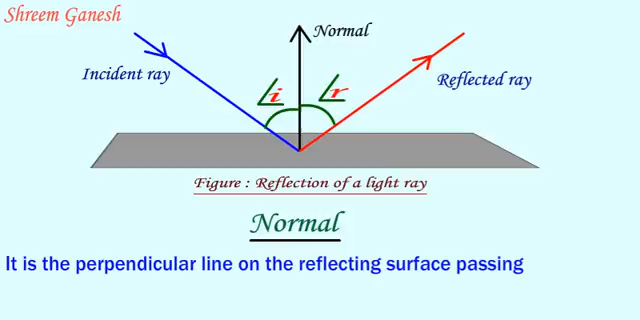 Shreem Ganesh
Normal
Incident ray
∠i
∠r
Reflected ray
Figure : Reflection of a light ray
Normal
It is the perpendicular line on the reflecting surface passing